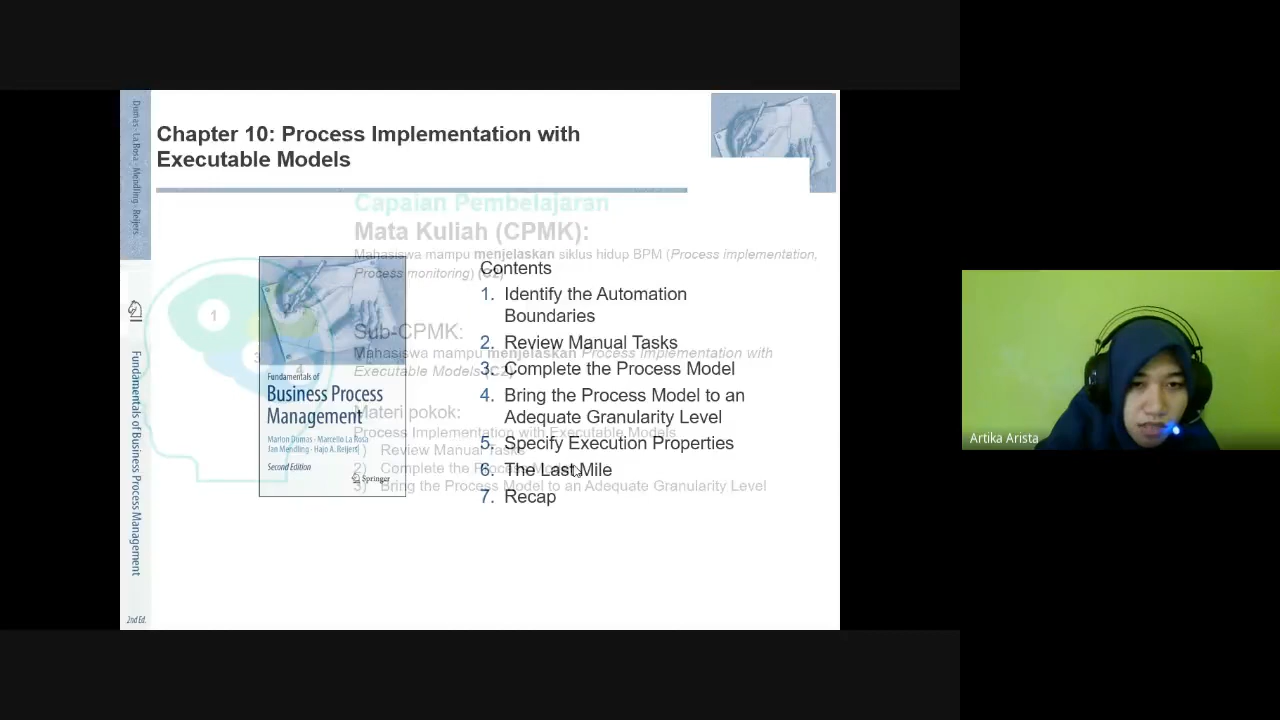 Chapter 10: Process Implementation with
Executable Models
Dumas · La Rosa · Mendling · Reijers
Fundamentals of Business Process Management
2nd Ed.
Capaian Pembelajaran
Mata Kuliah (CPMK):
Mahasiswa mampu menjelaskan siklus hidup BPM (Process implementation,
Process monitoring) (C2)
Sub-CPMK:
Mahasiswa mampu menjelaskan Process Implementation with
Executable Models (C2)
Materi pokok:
Process Implementation with Executable Models
1) Review Manual Tasks
2) Complete the Process Model
3) Bring the Process Model to an Adequate Granularity Level
1
3
4
Fundamentals of
Business Process
Management
Marlon Dumas · Marcello La Rosa
Jan Mendling · Hajo A. Reijers
Second Edition
Springer
Contents
1. Identify the Automation
Boundaries
2. Review Manual Tasks
3. Complete the Process Model
4. Bring the Process Model to an
Adequate Granularity Level
5. Specify Execution Properties
6. The Last Mile
7. Recap
Artika Arista